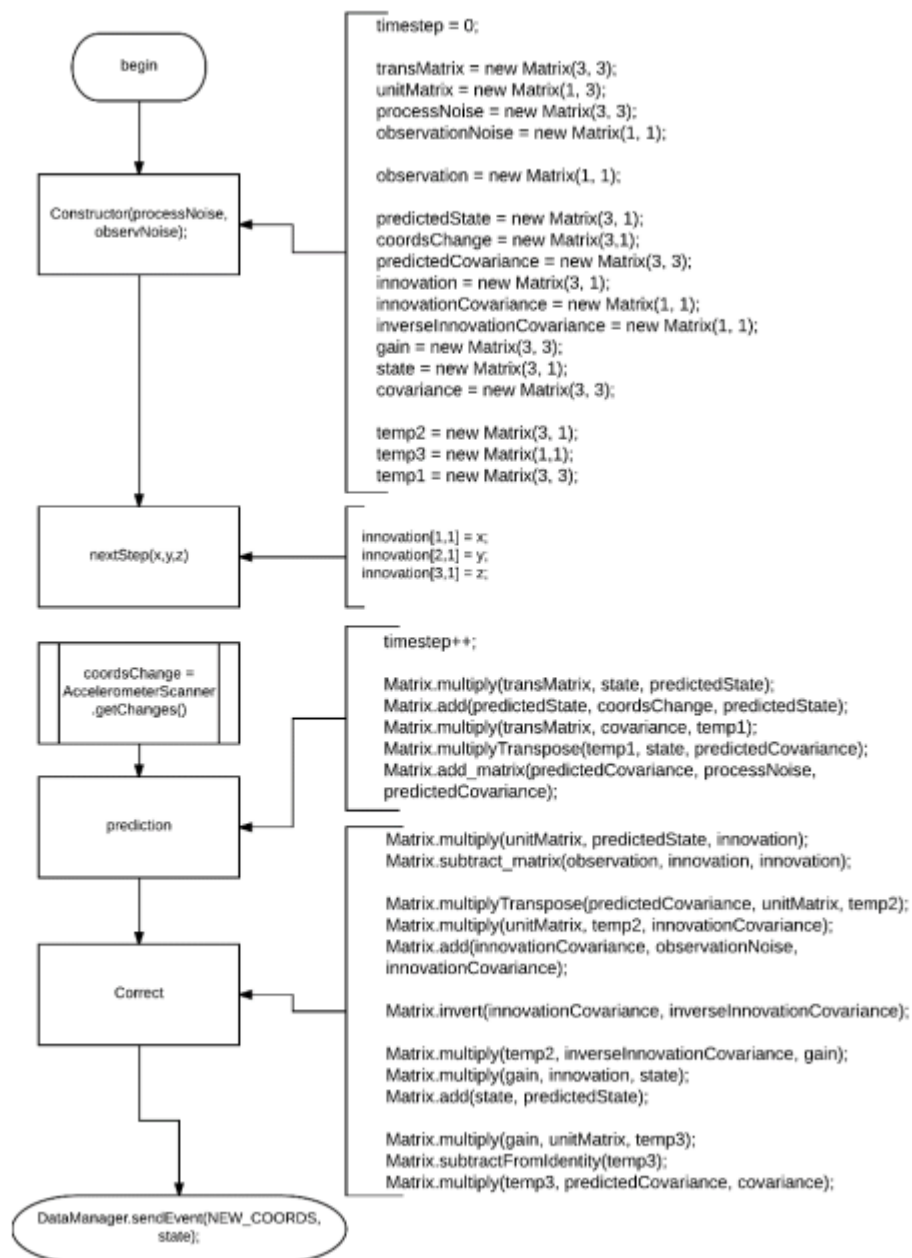 begin
Constructor(processNoise,
observNoise);
timestep = 0;
transMatrix = new Matrix(3, 3);
unitMatrix = new Matrix(1, 3);
processNoise = new Matrix(3, 3);
observationNoise = new Matrix(1, 1);
observation = new Matrix(1, 1);
predictedState = new Matrix(3, 1);
coordsChange = new Matrix(3,1);
predictedCovariance = new Matrix(3, 3);
innovation = new Matrix(3, 1);
innovationCovariance = new Matrix(1, 1);
inverseInnovationCovariance = new Matrix(1, 1);
gain = new Matrix(3, 3);
state = new Matrix(3, 1);
covariance = new Matrix(3, 3);
temp2 = new Matrix(3, 1);
temp3 = new Matrix(1,1);
temp1 = new Matrix(3, 3);
nextStep(x,y,z)
innovation[1,1] = x;
innovation[2,1] = y;
innovation[3,1] = z;
coordsChange =
AccelerometerScanner
.getChanges()
prediction
timestep++;
Matrix.multiply(transMatrix, state, predictedState);
Matrix.add(predictedState, coordsChange, predictedState);
Matrix.multiply(transMatrix, covariance, temp1);
Matrix.multiplyTranspose(temp1, state, predictedCovariance);
Matrix.add_matrix(predictedCovariance, processNoise,
predictedCovariance);
Correct
Matrix.multiply(unitMatrix, predictedState, innovation);
Matrix.subtract_matrix(observation, innovation, innovation);
Matrix.multiplyTranspose(predictedCovariance, unitMatrix, temp2);
Matrix.multiply(unitMatrix, temp2, innovationCovariance);
Matrix.add(innovationCovariance, observationNoise,
innovationCovariance);
Matrix.invert(innovationCovariance, inverseInnovationCovariance);
Matrix.multiply(temp2, inverseInnovationCovariance, gain);
Matrix.multiply(gain, innovation, state);
Matrix.add(state, predictedState);
Matrix.multiply(gain, unitMatrix, temp3);
Matrix.subtractFromIdentity(temp3);
Matrix.multiply(temp3, predictedCovariance, covariance);
DataManager.sendEvent(NEW_COORDS,
state);